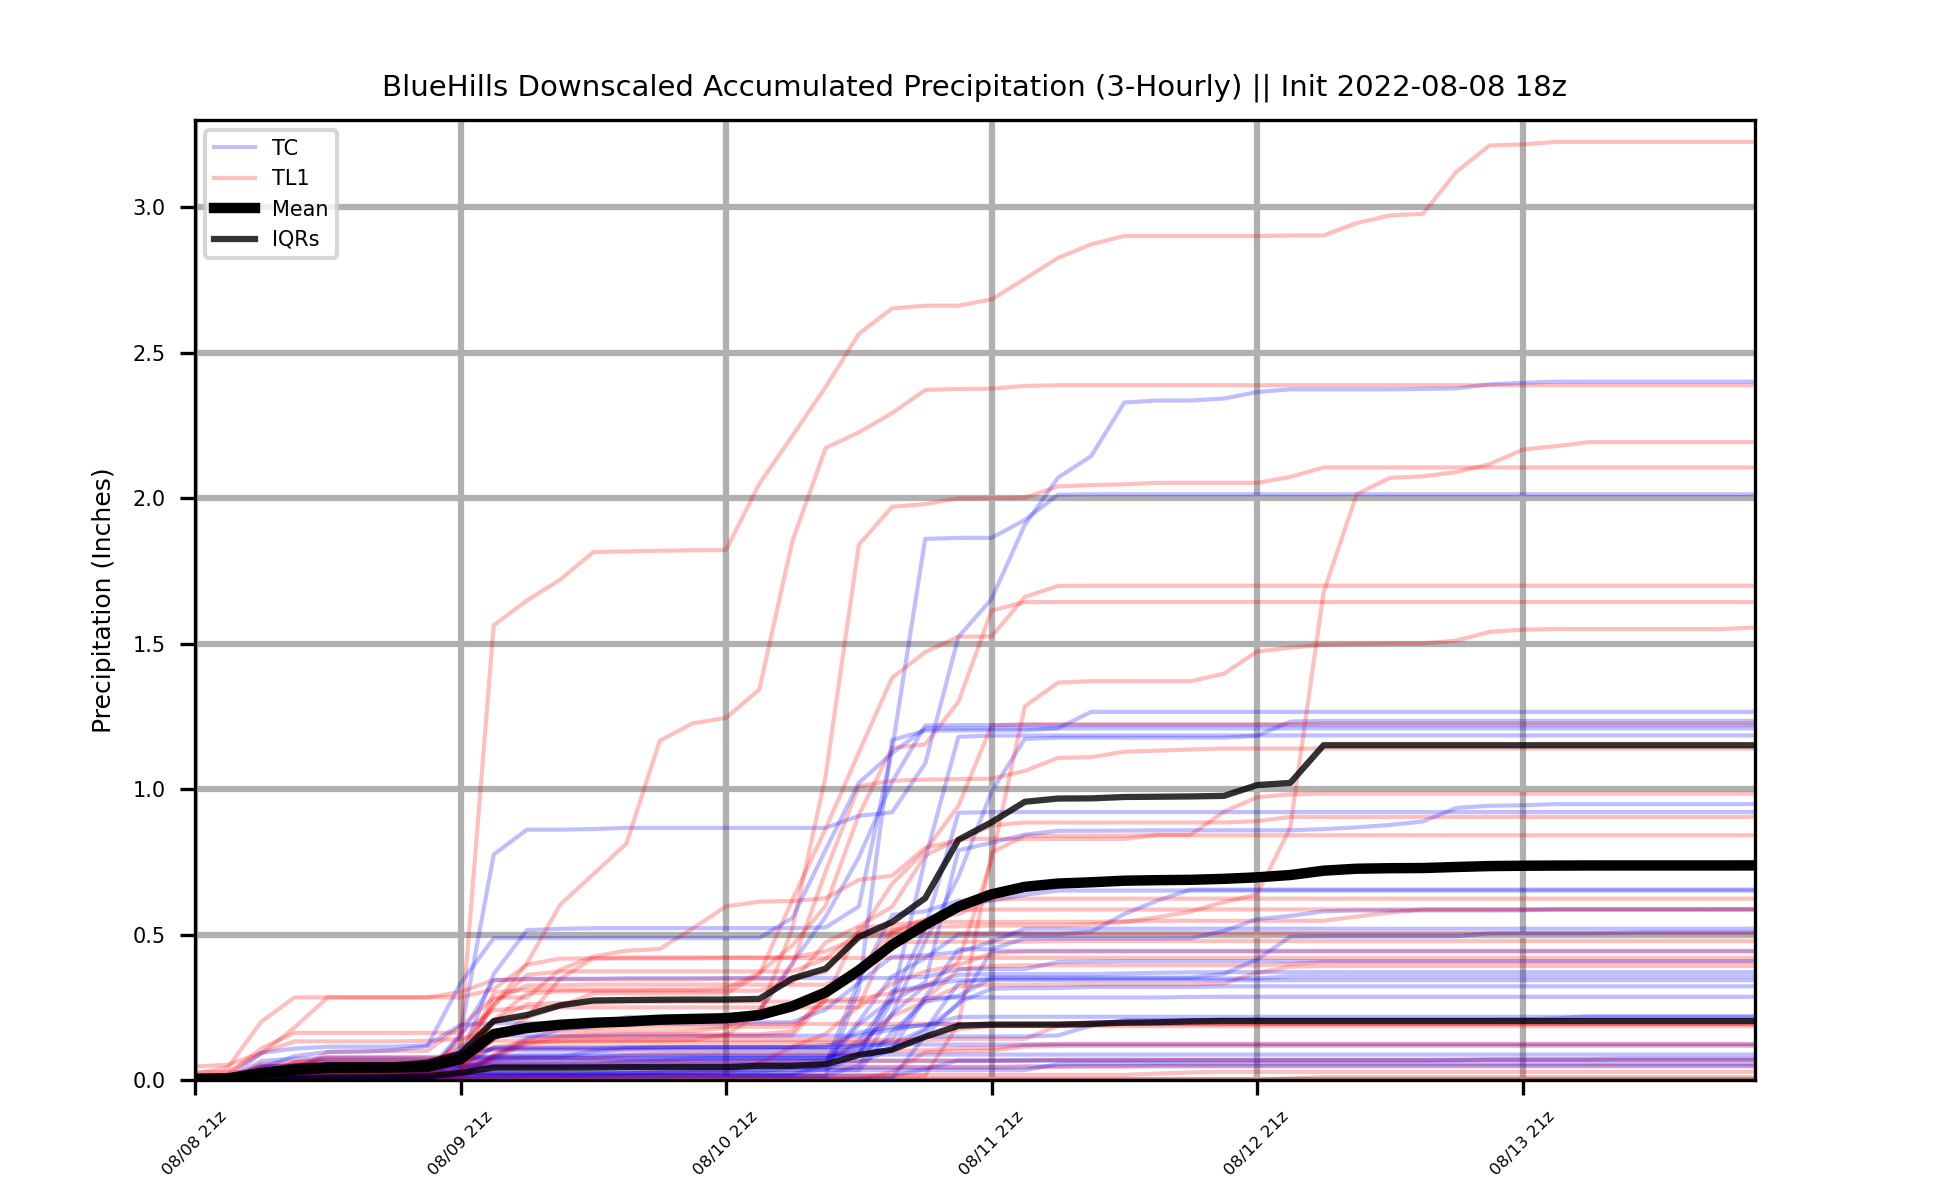 BlueHills Downscaled Accumulated Precipitation (3-Hourly) || Init 2022-08-08 18z
TC
TL1
Mean
IQRs
Precipitation (Inches)
3.0
2.5
2.0
1.5
1.0
0.5
0.0
08/08 21z
08/09 21z
08/10 21z
08/11 21z
08/12 21z
08/13 21z